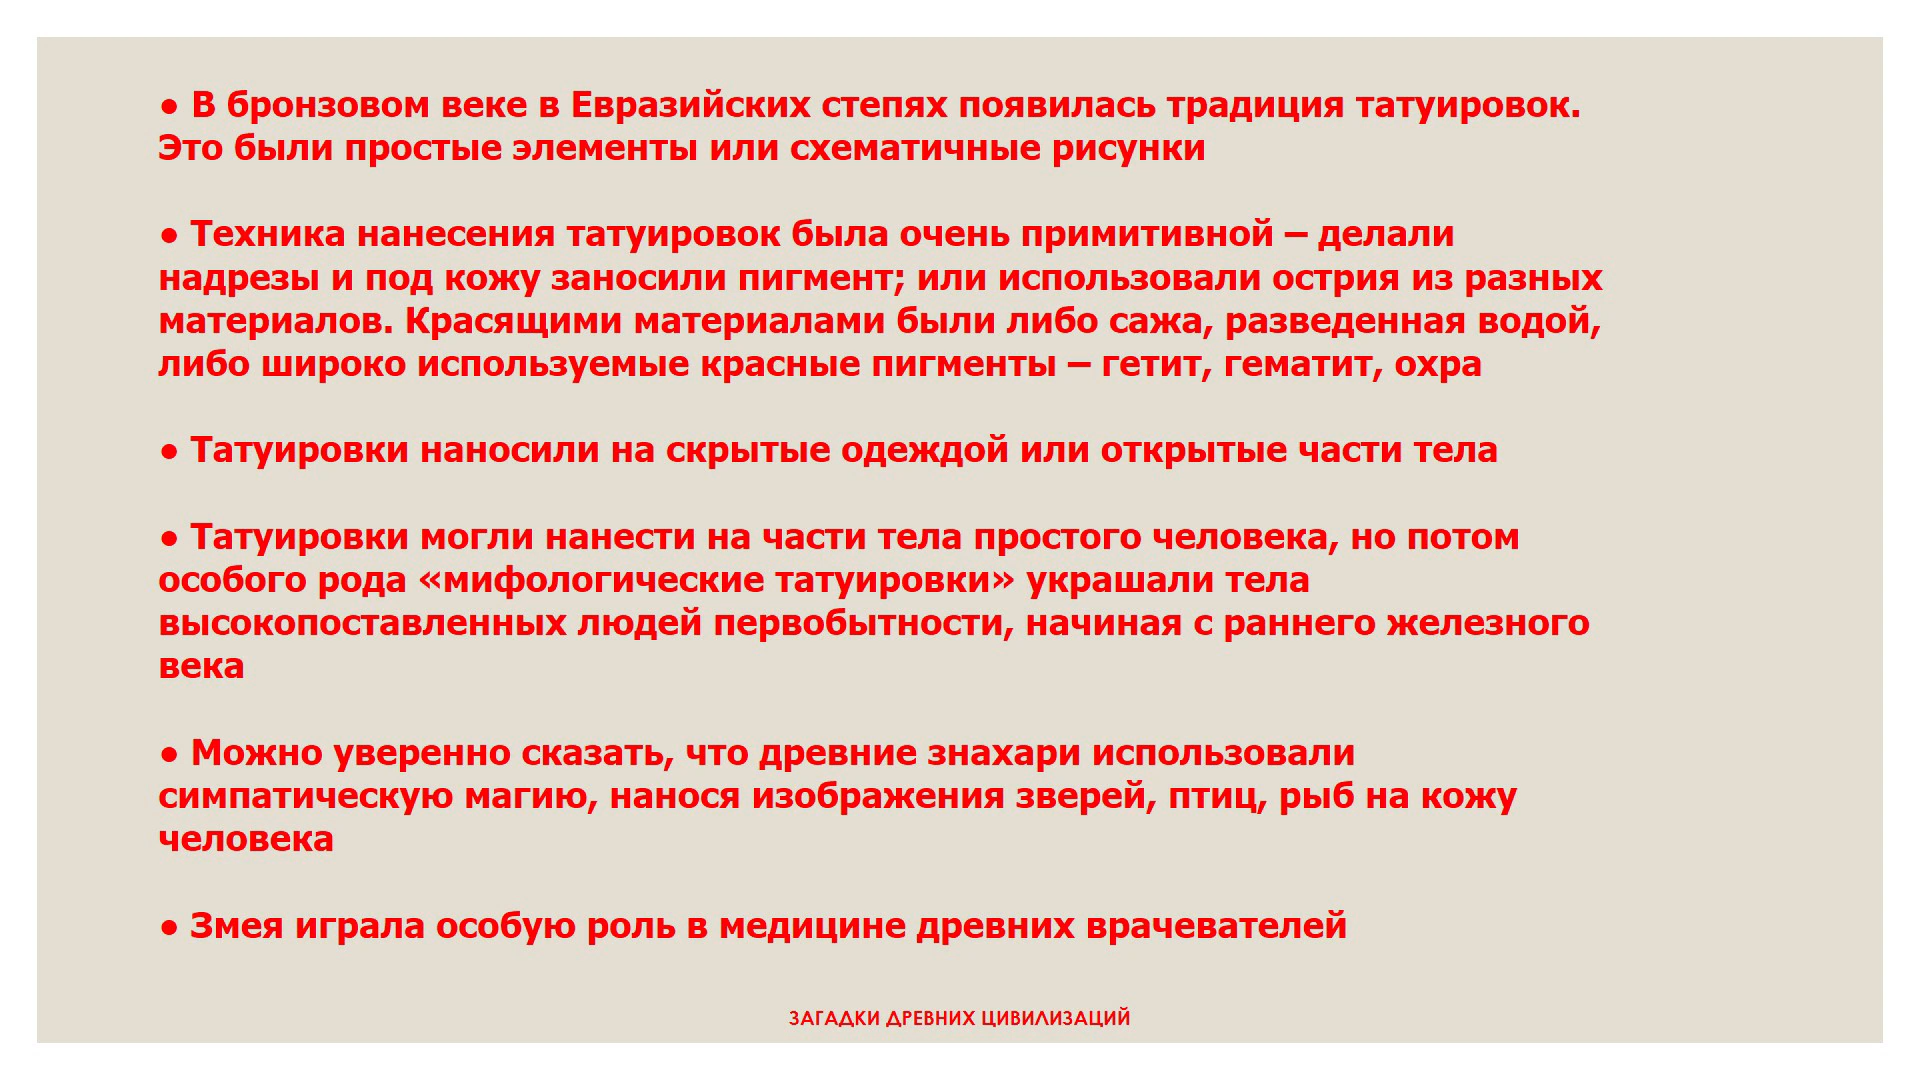 ● В бронзовом веке в Евразийских степях появилась традиция татуировок.
Это были простые элементы или схематичные рисунки
● Техника нанесения татуировок была очень примитивной – делали
надрезы и под кожу заносили пигмент; или использовали острия из разных
материалов. Красящими материалами были либо сажа, разведенная водой,
либо широко используемые красные пигменты – гетит, гематит, охра
● Татуировки наносили на скрытые одеждой или открытые части тела
● Татуировки могли нанести на части тела простого человека, но потом
особого рода «мифологические татуировки» украшали тела
высокопоставленных людей первобытности, начиная с раннего железного
века
● Можно уверенно сказать, что древние знахари использовали
симпатическую магию, нанося изображения зверей, птиц, рыб на кожу
человека
● Змея играла особую роль в медицине древних врачевателей
ЗАГАДКИ ДРЕВНИХ ЦИВИЛИЗАЦИЙ